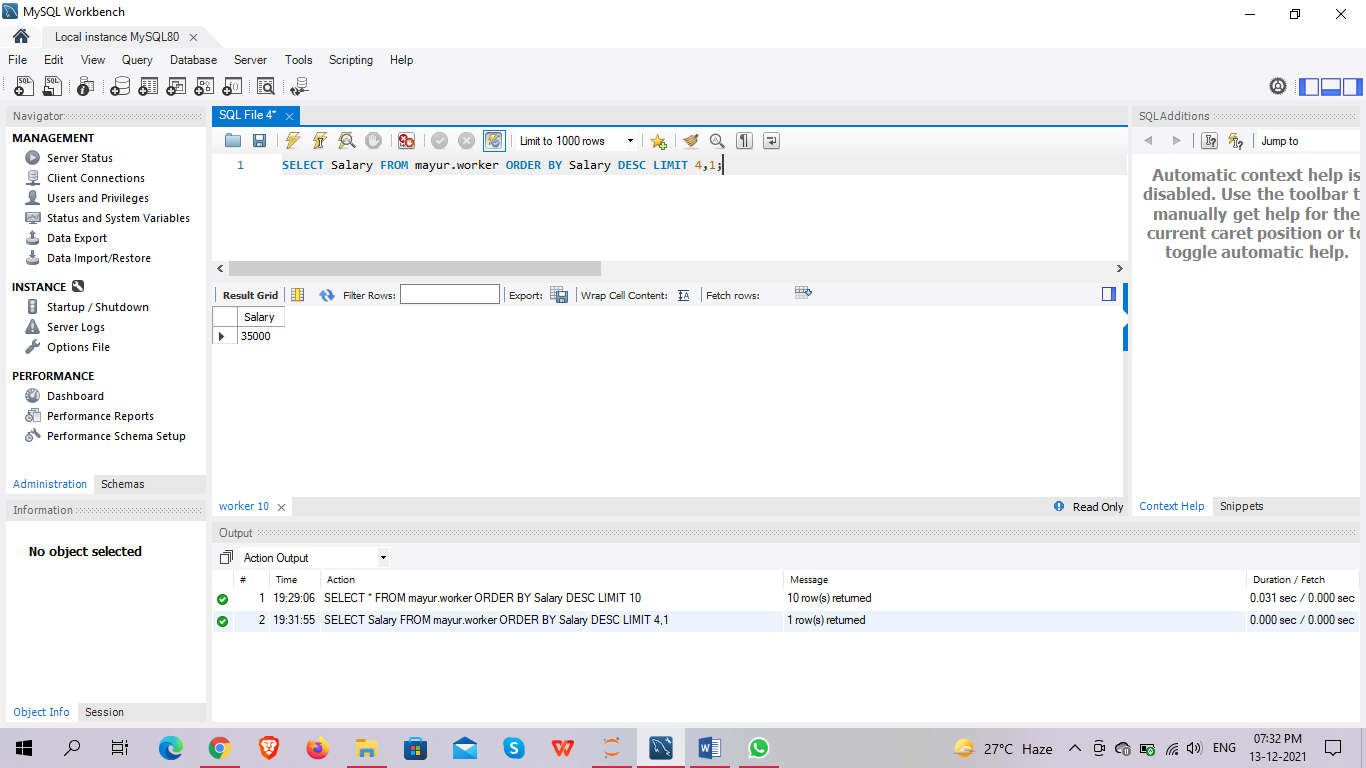 MySQL Workbench
Local instance MySQL80
File Edit View Query Database Server Tools Scripting Help
Navigator
MANAGEMENT
Server Status
Client Connections
Users and Privileges
Status and System Variables
Data Export
Data Import/Restore
INSTANCE
Startup / Shutdown
Server Logs
Options File
PERFORMANCE
Dashboard
Performance Reports
Performance Schema Setup
Administration Schemas
Information
No object selected
Object Info Session
SQL File 4*
Limit to 1000 rows
1 SELECT Salary FROM mayur.worker ORDER BY Salary DESC LIMIT 4,1;
Result Grid Filter Rows: Export: Wrap Cell Content: Fetch rows:
Salary
35000
worker 10 Read Only
SQLAdditions
Jump to
Automatic context help is
disabled. Use the toolbar t
manually get help for the
current caret position or to
toggle automatic help.
Context Help Snippets
Output
Action Output
# Time Action Message Duration / Fetch
1 19:29:06 SELECT * FROM mayur.worker ORDER BY Salary DESC LIMIT 10 10 row(s) returned 0.031 sec / 0.000 sec
2 19:31:55 SELECT Salary FROM mayur.worker ORDER BY Salary DESC LIMIT 4,1 1 row(s) returned 0.000 sec / 0.000 sec
27°C Haze ENG 07:32 PM
13-12-2021